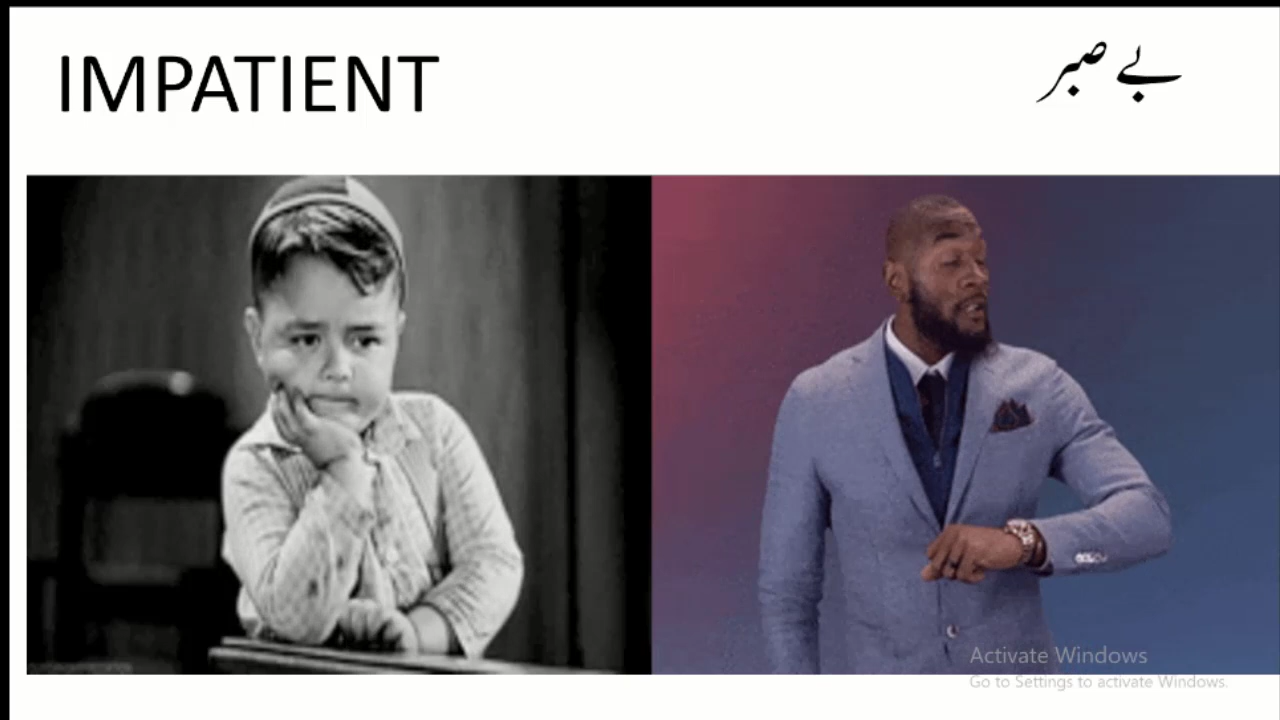 IMPATIENT
بے صبر
Activate Windows
Go to Settings to activate Windows.